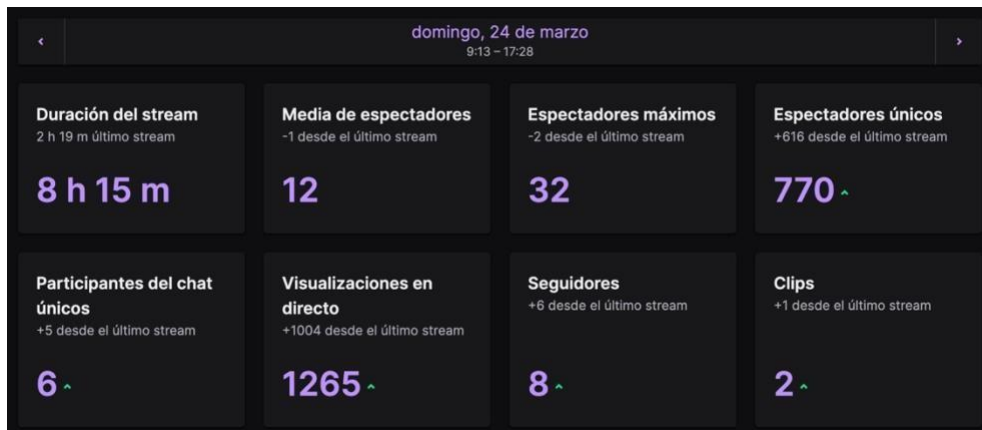 domingo, 24 de marzo
9:13 – 17:28
Duración del stream
2 h 19 m último stream
8 h 15 m
Media de espectadores
-1 desde el último stream
12
Espectadores máximos
-2 desde el último stream
32
Espectadores únicos
+616 desde el último stream
770
Participantes del chat
únicos
+5 desde el último stream
6
Visualizaciones en
directo
+1004 desde el último stream
1265
Seguidores
+6 desde el último stream
8
Clips
+1 desde el último stream
2